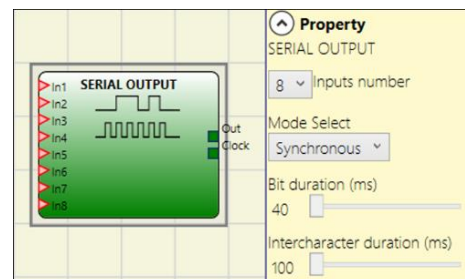 SERIAL OUTPUT
In1
In2
In3
In4
In5
In6
In7
In8
Out
Clock
Property
SERIAL OUTPUT
8 Inputs number
Mode Select
Synchronous
Bit duration (ms)
40
Intercharacter duration (ms)
100